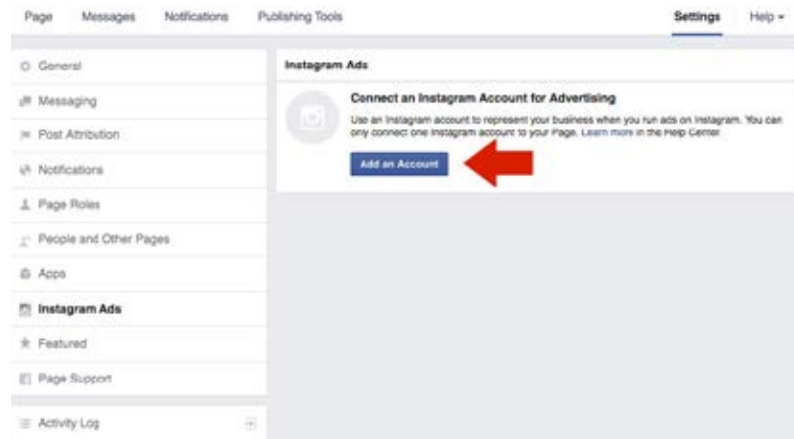 Page Messages Notifications Publishing Tools Settings Help
General
Instagram Ads
Messaging
Connect an Instagram Account for Advertising
Use an Instagram account to represent your business when you run ads on Instagram. You can
only connect one Instagram account to your Page. Learn more in the Help Center.
Post Attribution
Add an Account
Notifications
Page Roles
People and Other Pages
Apps
Instagram Ads
Featured
Page Support
Activity Log